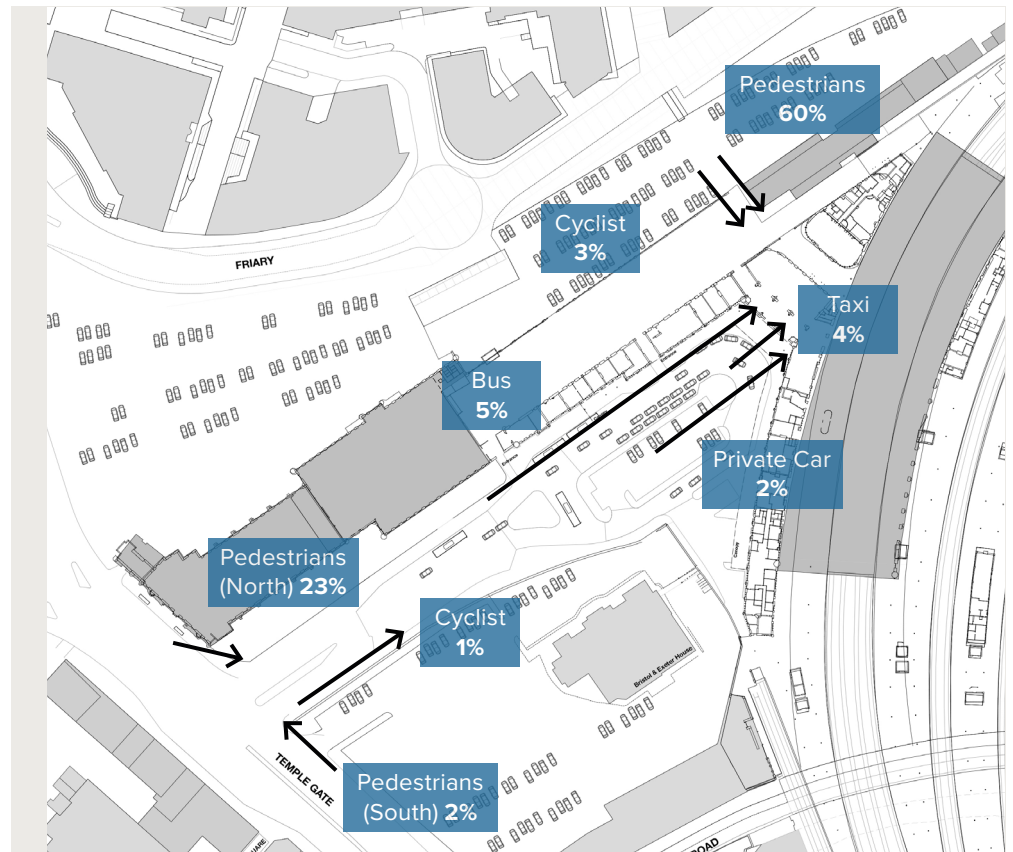 Pedestrians
60%
Cyclist
3%
FRIARY
Taxi
4%
Bus
5%
Private Car
2%
Pedestrians
(North) 23%
Cyclist
1%
Bristol & Exeter House
TEMPLE GATE
Pedestrians
(South) 2%
ROAD